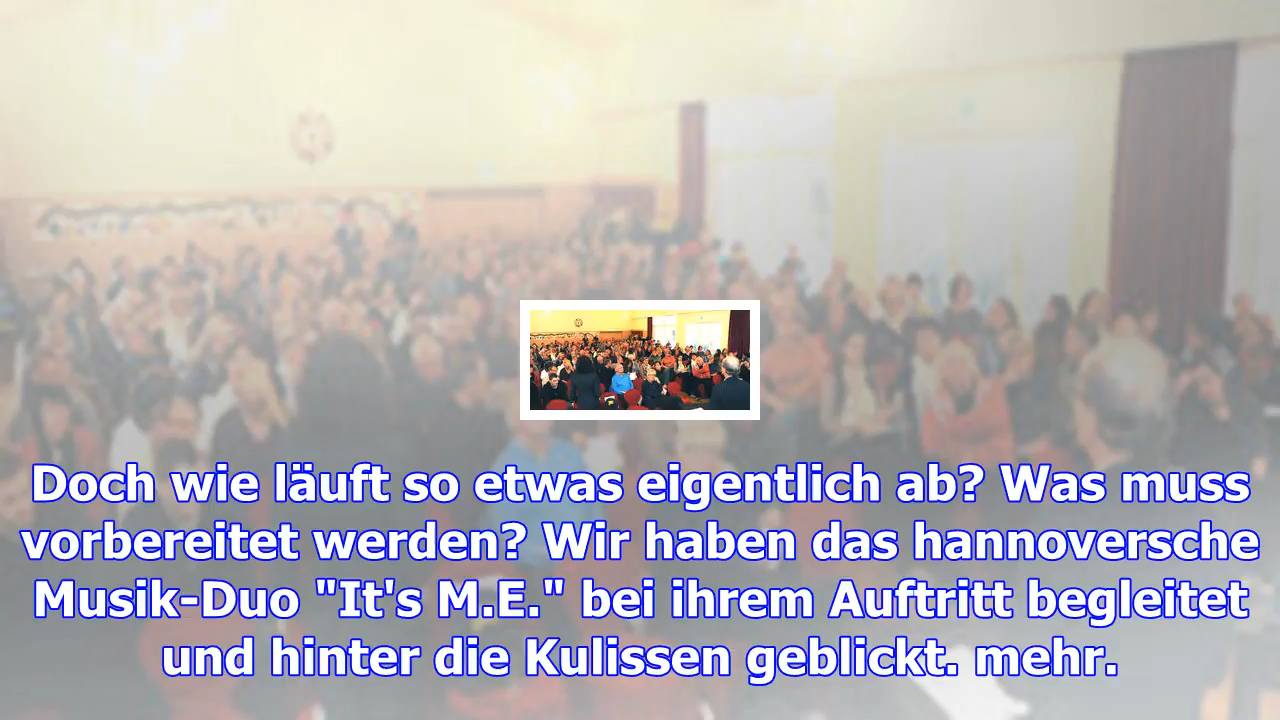 Doch wie läuft so etwas eigentlich ab? Was muss
vorbereitet werden? Wir haben das hannoversche
Musik-Duo "It's M.E." bei ihrem Auftritt begleitet
und hinter die Kulissen geblickt. mehr.